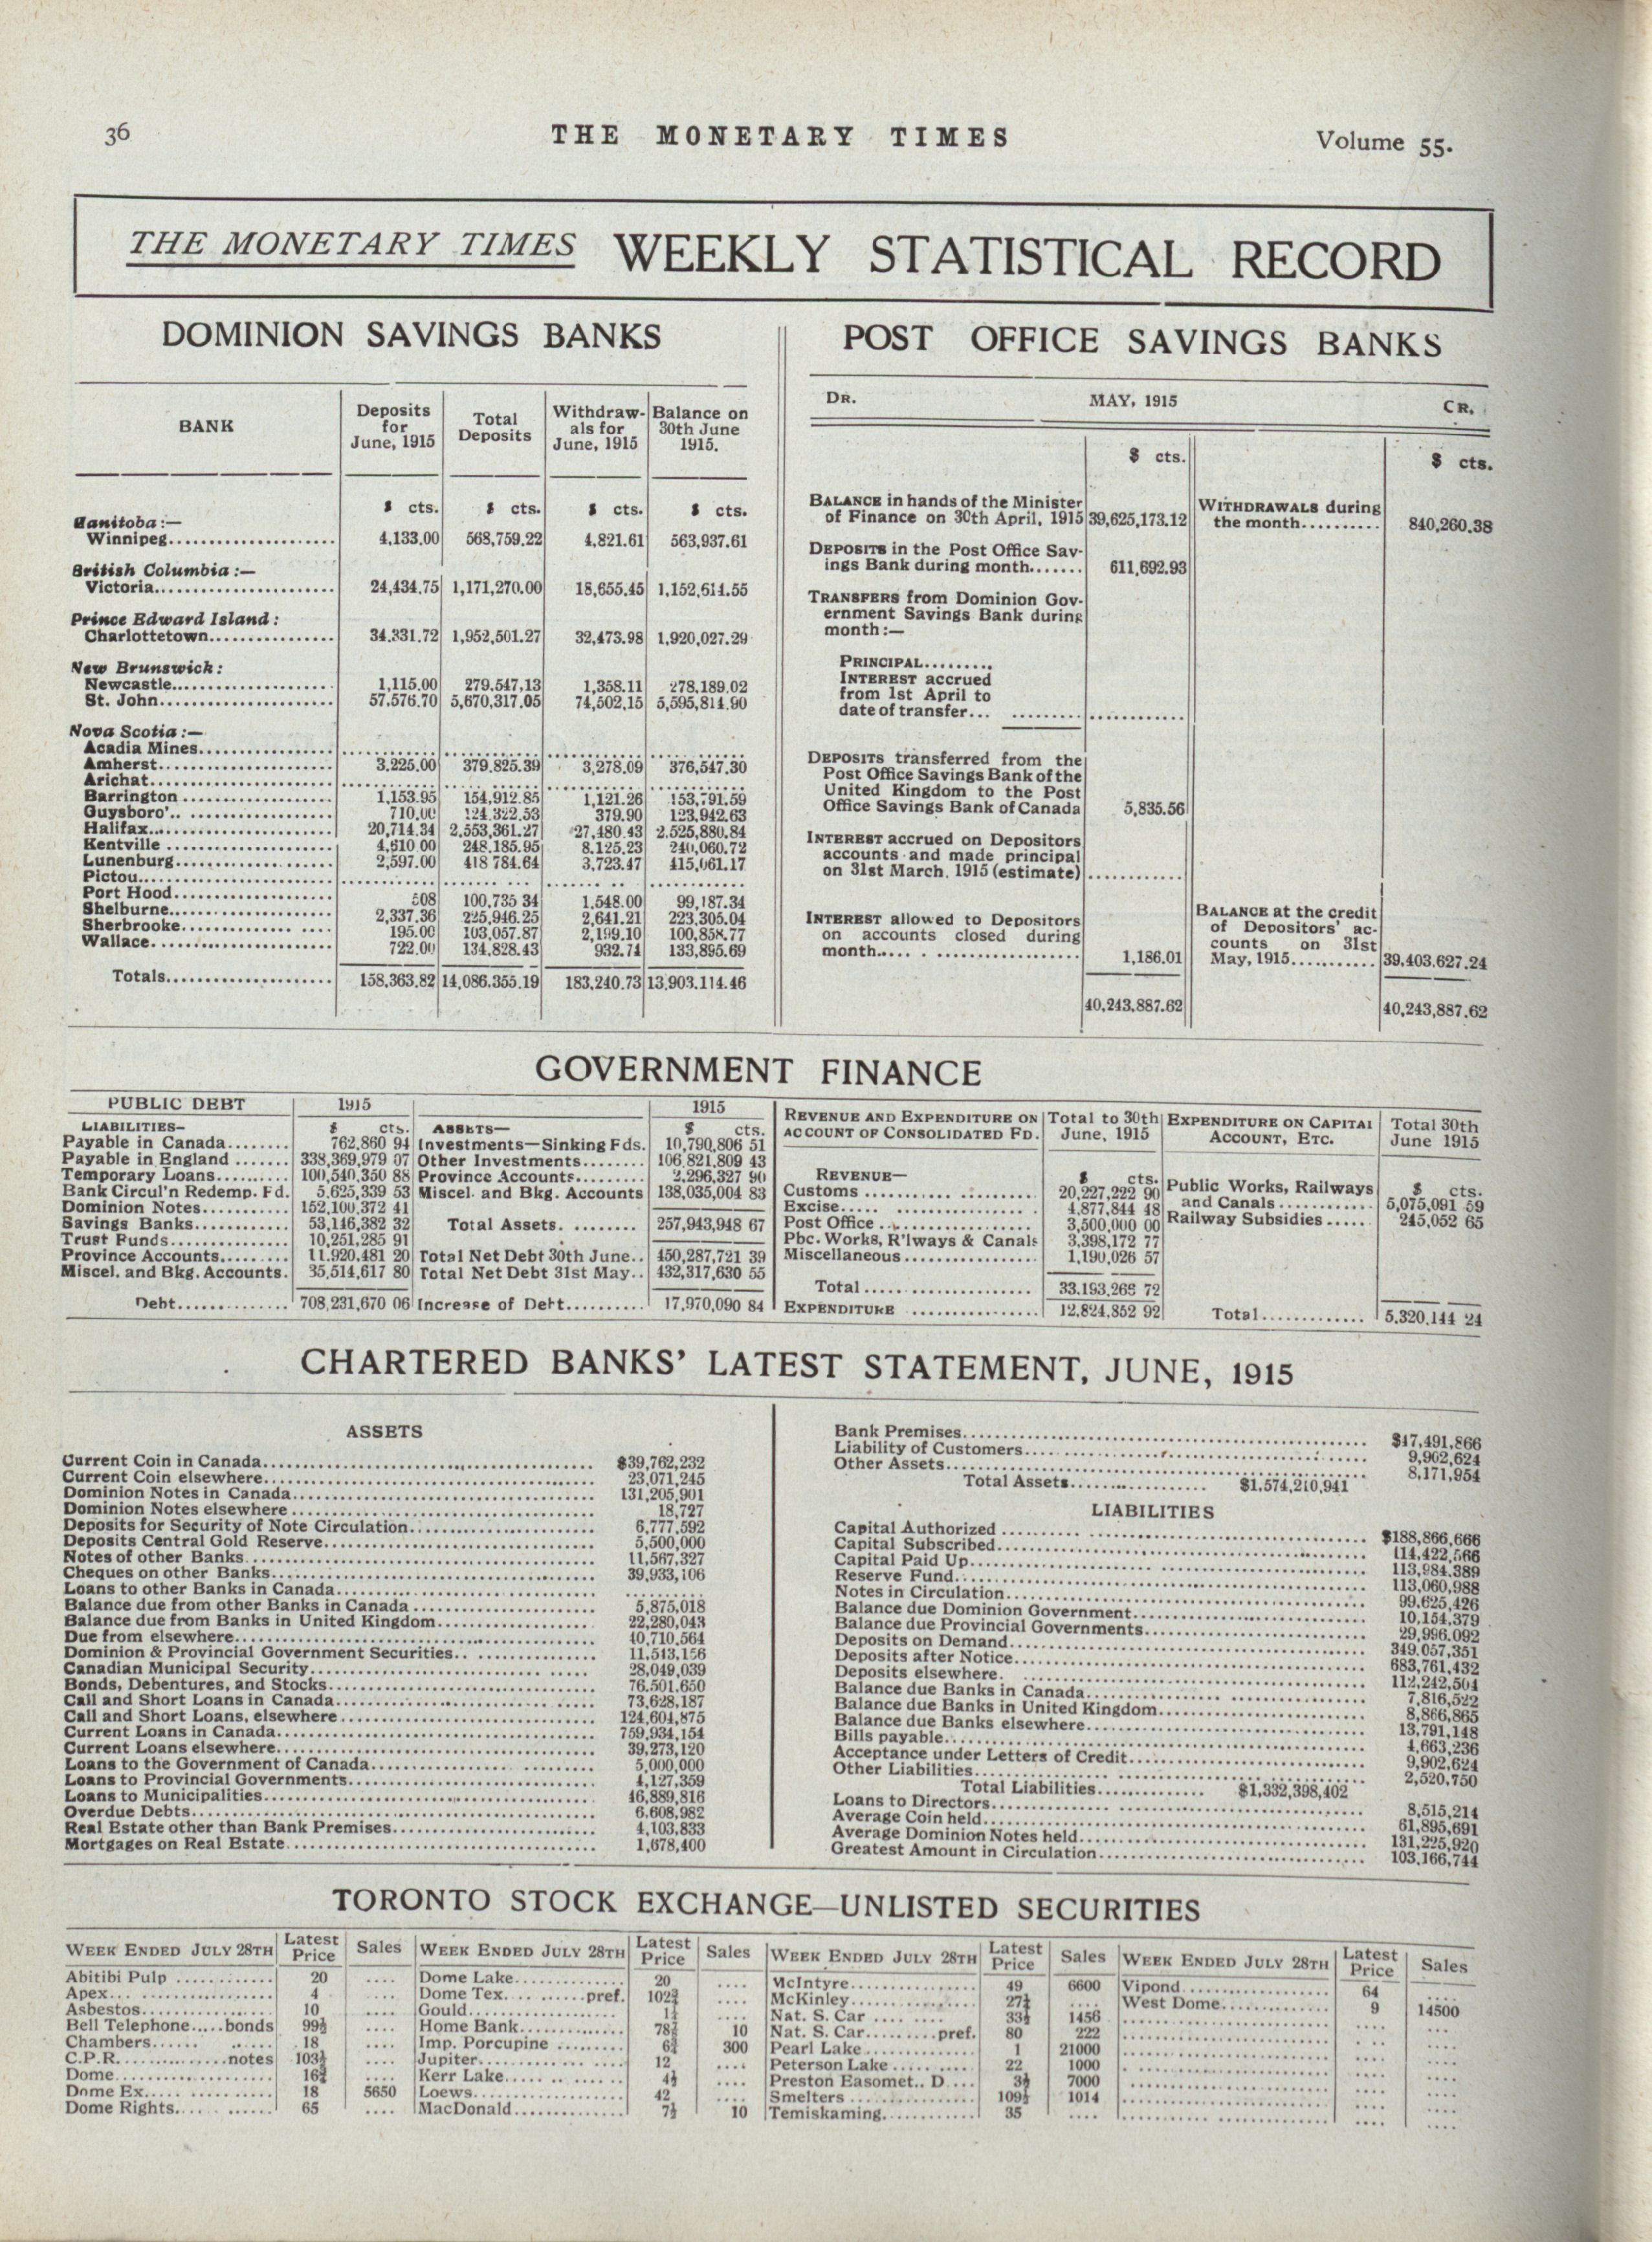 36
THE MONETARY TIMES
Volume 55.
THE MONETARY TIMES WEEKLY STATISTICAL RECORD
DOMINION SAVINGS BANKS
BANK | Deposits for June, 1915 | Total Deposits | Withdraw-als for June, 1915 | Balance on 30th June 1915.
$ cts. $ cts. $ cts. $ cts.
Manitoba:—
Winnipeg 4,133.00 568,759.22 4,821.61 563,937.61
British Columbia:—
Victoria 24,434.75 1,171,270.00 18,655.45 1,152,614.55
Prince Edward Island:
Charlottetown 34,331.72 1,952,501.27 32,473.98 1,920,027.29
New Brunswick:
Newcastle 1,115.00 279,547,13 1,358.11 278,189.02
St. John 57,576.70 5,670,317.05 74,502,15 5,595,814.90
Nova Scotia:—
Acadia Mines
Amherst 3,225.00 379,825.39 3,278.09 376,547.30
Arichat
Barrington 1,153.95 154,912.85 1,121.26 153,791.59
Guysboro' 710.00 124,322.53 379.90 123,942.63
Halifax 20,714.34 2,553,361.27 27,480.43 2,525,880.84
Kentville 4,610.00 248,185.95 8,125.23 240,060.72
Lunenburg 2,597.00 418 784.64 3,723.47 415,061.17
Pictou
Port Hood 100,735 34 1,548.00 99,187.34
Shelburne 2,337.36 225,946.25 2,641.21 223,305.04
Sherbrooke 195.00 103,057.87 2,199.10 100,858.77
Wallace 722.00 134,828.43 932.74 133,895.69
Totals 158,363.82 14,086,355.19 183,240.73 13,903,114.46
POST OFFICE SAVINGS BANKS
DR. MAY, 1915 CR.
$ cts. $ cts.
BALANCE in hands of the Minister
of Finance on 30th April, 1915 39,625,173.12
WITHDRAWALS during
the month 840,260.38
DEPOSITS in the Post Office Sav-
ings Bank during month 611,692.93
TRANSFERS from Dominion Gov-
ernment Savings Bank during
month:—
PRINCIPAL
INTEREST accrued
from 1st April to
date of transfer
DEPOSITS transferred from the
Post Office Savings Bank of the
United Kingdom to the Post
Office Savings Bank of Canada 5,835.56
INTEREST accrued on Depositors
accounts and made principal
on 31st March, 1915 (estimate)
INTEREST allowed to Depositors
on accounts closed during
month 1,186.01
BALANCE at the credit
of Depositors' ac-
counts on 31st
May, 1915 39,403,627.24
40,243,887.62 40,243,887.62
GOVERNMENT FINANCE
PUBLIC DEBT 1915
LIABILITIES— $ cts.
Payable in Canada 762,860 94
Payable in England 338,369,979 07
Temporary Loans 100,540,350 88
Bank Circul'n Redemp. Fd. 5,625,339 53
Dominion Notes 152,100,372 41
Savings Banks 53,146,382 32
Trust Funds 10,251,285 91
Province Accounts 11,920,481 20
Miscel. and Bkg. Accounts 35,514,617 80
Debt 708,231,670 06
1915
ASSETS— $ cts.
Investments—Sinking Fds. 10,790,806 51
Other Investments 106,821,809 43
Province Accounts 2,296,327 90
Miscel. and Bkg. Accounts 138,035,004 83
Total Assets 257,943,948 67
Total Net Debt 30th June 450,287,721 39
Total Net Debt 31st May 432,317,630 55
Increase of Debt 17,970,090 84
REVENUE AND EXPENDITURE ON ACCOUNT OF CONSOLIDATED FD. Total to 30th June, 1915
REVENUE— $ cts.
Customs 20,227,222 90
Excise 4,877,844 48
Post Office 3,500,000 00
Pbc. Works, R'lways & Canals 3,398,172 77
Miscellaneous 1,190,026 57
Total 33,193,266 72
EXPENDITURE 12,824,852 92
EXPENDITURE ON CAPITAL ACCOUNT, ETC. Total 30th June 1915
$ cts.
Public Works, Railways
and Canals 5,075,091 59
Railway Subsidies 245,052 65
Total 5,320,144 24
CHARTERED BANKS' LATEST STATEMENT, JUNE, 1915
ASSETS
Current Coin in Canada $39,762,232
Current Coin elsewhere 23,071,245
Dominion Notes in Canada 131,205,901
Dominion Notes elsewhere 18,727
Deposits for Security of Note Circulation 6,777,592
Deposits Central Gold Reserve 5,500,000
Notes of other Banks 11,567,327
Cheques on other Banks 39,933,106
Loans to other Banks in Canada
Balance due from other Banks in Canada 5,875,018
Balance due from Banks in United Kingdom 22,280,043
Due from elsewhere 40,710,564
Dominion & Provincial Government Securities 11,513,156
Canadian Municipal Security 28,049,039
Bonds, Debentures, and Stocks 76,501,650
Call and Short Loans in Canada 73,628,187
Call and Short Loans, elsewhere 124,604,875
Current Loans in Canada 759,934,154
Current Loans elsewhere 39,273,120
Loans to the Government of Canada 5,000,000
Loans to Provincial Governments 4,127,359
Loans to Municipalities 46,889,816
Overdue Debts 6,608,982
Real Estate other than Bank Premises 4,103,833
Mortgages on Real Estate 1,678,400
Bank Premises $47,491,866
Liability of Customers 9,902,624
Other Assets 8,171,954
Total Assets $1,574,210,941
LIABILITIES
Capital Authorized $188,866,666
Capital Subscribed 114,422,566
Capital Paid Up 113,984,389
Reserve Fund 113,060,988
Notes in Circulation 99,625,426
Balance due Dominion Government 10,154,379
Balance due Provincial Governments 29,996,092
Deposits on Demand 349,057,351
Deposits after Notice 683,761,432
Deposits elsewhere 112,242,504
Balance due Banks in Canada 7,816,522
Balance due Banks in United Kingdom 8,866,865
Balance due Banks elsewhere 13,791,148
Bills payable 4,663,236
Acceptance under Letters of Credit 9,902,624
Other Liabilities 2,520,750
Total Liabilities $1,332,398,402
Loans to Directors 8,515,214
Average Coin held 61,895,691
Average Dominion Notes held 131,225,920
Greatest Amount in Circulation 103,166,744
TORONTO STOCK EXCHANGE—UNLISTED SECURITIES
WEEK ENDED JULY 28TH Latest Price Sales
Abitibi Pulp 20
Apex 4
Asbestos 10
Bell Telephone bonds 99½
Chambers 18
C.P.R. notes 103½
Dome
Dome Ex. 18 5650
Dome Rights 65
WEEK ENDED JULY 28TH Latest Price Sales
Dome Lake 20
Dome Tex. pref.
Gould
Home Bank 10
Imp. Porcupine 300
Jupiter 12
Kerr Lake 4½
Loews 42
MacDonald 7½ 10
WEEK ENDED JULY 28TH Latest Price Sales
McIntyre 49 6600
McKinley 27½
Nat. S. Car 33½ 1456
Nat. S. Car pref. 80 222
Pearl Lake 1 21000
Peterson Lake 22 1000
Preston Easomet.. D 3½ 7000
Smelters 109½ 1014
Temiskaming 35
WEEK ENDED JULY 28TH Latest Price Sales
Vipond 64
West Dome 9 14500